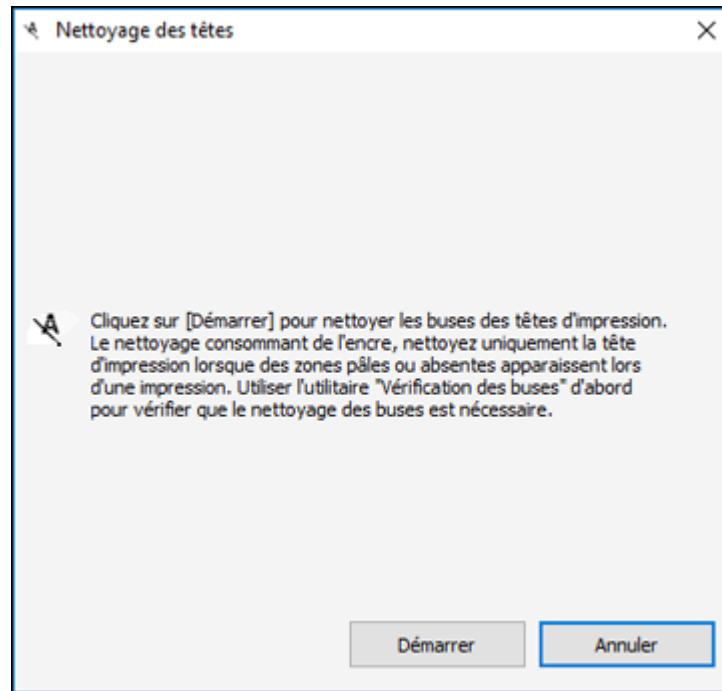 Nettoyage des têtes
Cliquez sur [Démarrer] pour nettoyer les buses des têtes d'impression.
Le nettoyage consommant de l'encre, nettoyez uniquement la tête
d'impression lorsque des zones pâles ou absentes apparaissent lors
d'une impression. Utiliser l'utilitaire "Vérification des buses" d'abord
pour vérifier que le nettoyage des buses est nécessaire.
Démarrer
Annuler